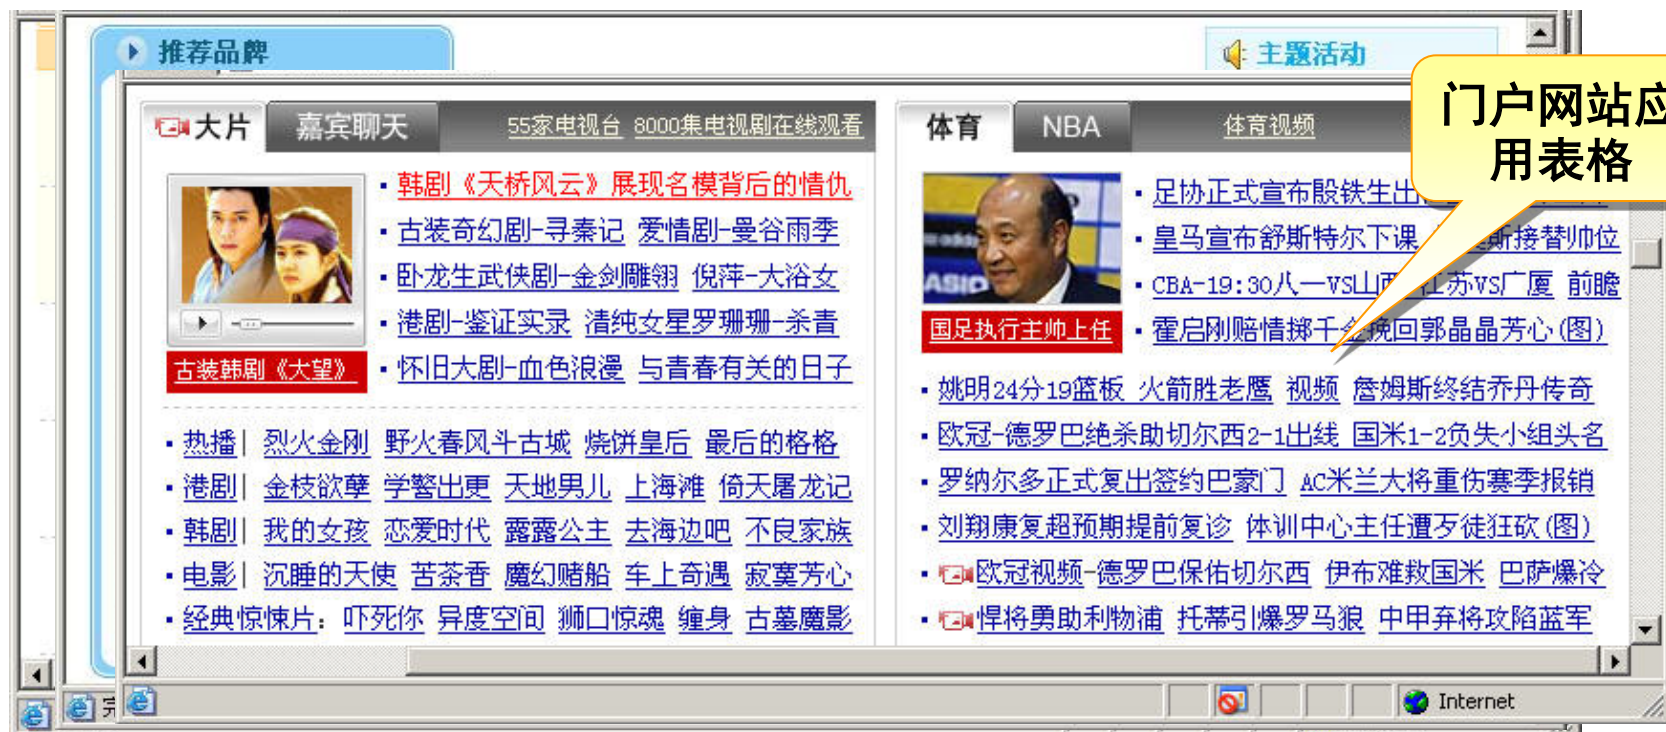 推荐品牌
主题活动
门户网站应
用表格
大片 嘉宾聊天 55家电视台 8000集电视剧在线观看
韩剧《天桥风云》展现名模背后的情仇
古装奇幻剧-寻秦记 爱情剧-曼谷雨季
卧龙生武侠剧-金剑雕翎 倪萍-大浴女
港剧-鉴证实录 清纯女星罗珊珊-杀青
怀旧大剧-血色浪漫 与青春有关的日子
古装韩剧《大望》
热播| 烈火金刚 野火春风斗古城 烧饼皇后 最后的格格
港剧| 金枝欲孽 学警出更 天地男儿 上海滩 倚天屠龙记
韩剧| 我的女孩 恋爱时代 露露公主 去海边吧 不良家族
电影| 沉睡的天使 苦茶香 魔幻赌船 车上奇遇 寂寞芳心
经典惊悚片：吓死你 异度空间 狮口惊魂 缠身 古墓魔影
体育 NBA 体育视频
足协正式宣布殷铁生出
皇马宣布舒斯特尔下课 斯接替帅位
CBA-19:30八一VS山西 江苏VS广厦 前瞻
霍启刚赔情掷千金挽回郭晶晶芳心(图)
国足执行主帅上任
姚明24分19篮板 火箭胜老鹰 视频 詹姆斯终结乔丹传奇
欧冠-德罗巴绝杀助切尔西2-1出线 国米1-2负失小组头名
罗纳尔多正式复出签约巴蒙门 AC米兰大将重伤赛季报销
刘翔康复超预期提前复诊 体训中心主任遭歹徒狂砍(图)
欧冠视频-德罗巴保佑切尔西 伊布难救国米 巴萨爆冷
悍将勇助利物浦 托蒂引爆罗马狼 中甲弃将攻陷蓝军
Internet